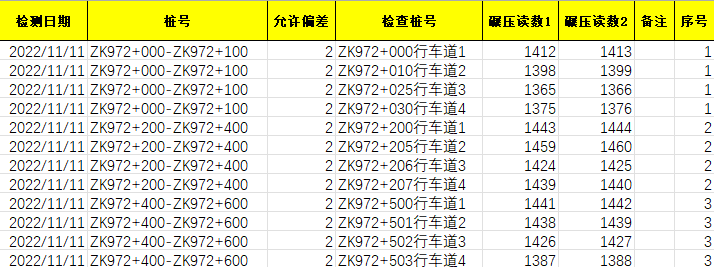 检测日期 桩号 允许偏差 检查桩号 碾压读数1 碾压读数2 备注 序号
2022/11/11 ZK972+000-ZK972+100 2 ZK972+000行车道1 1412 1413 1
2022/11/11 ZK972+000-ZK972+100 2 ZK972+010行车道2 1398 1399 1
2022/11/11 ZK972+000-ZK972+100 2 ZK972+025行车道3 1365 1366 1
2022/11/11 ZK972+000-ZK972+100 2 ZK972+030行车道4 1375 1376 1
2022/11/11 ZK972+200-ZK972+400 2 ZK972+200行车道1 1443 1444 2
2022/11/11 ZK972+200-ZK972+400 2 ZK972+205行车道2 1459 1460 2
2022/11/11 ZK972+200-ZK972+400 2 ZK972+206行车道3 1424 1425 2
2022/11/11 ZK972+200-ZK972+400 2 ZK972+207行车道4 1439 1440 2
2022/11/11 ZK972+400-ZK972+600 2 ZK972+500行车道1 1441 1442 3
2022/11/11 ZK972+400-ZK972+600 2 ZK972+501行车道2 1438 1439 3
2022/11/11 ZK972+400-ZK972+600 2 ZK972+502行车道3 1426 1427 3
2022/11/11 ZK972+400-ZK972+600 2 ZK972+503行车道4 1387 1388 3